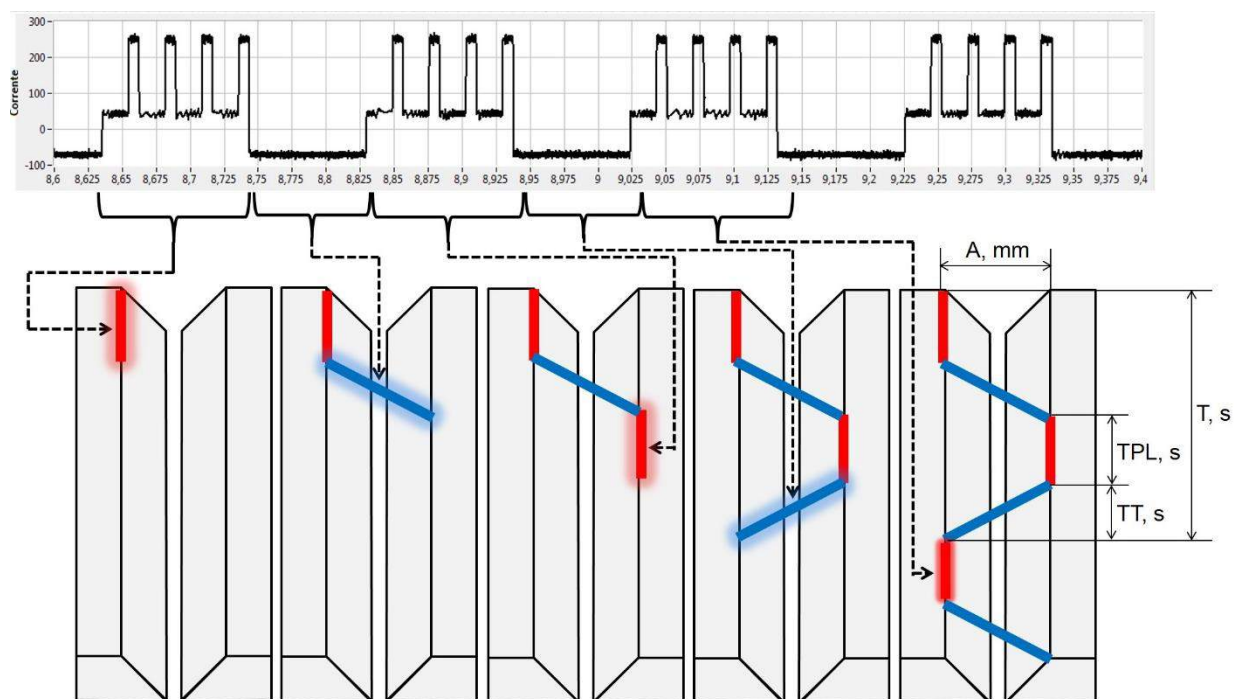 300
200
100
0
-100
Corrente
8,6 8,625 8,65 8,675 8,7 8,725 8,75 8,775 8,8 8,825 8,85 8,875 8,9 8,925 8,95 8,975 9 9,025 9,05 9,075 9,1 9,125 9,15 9,175 9,2 9,225 9,25 9,275 9,3 9,325 9,35 9,375 9,4
A, mm
T, s
TPL, s
TT, s